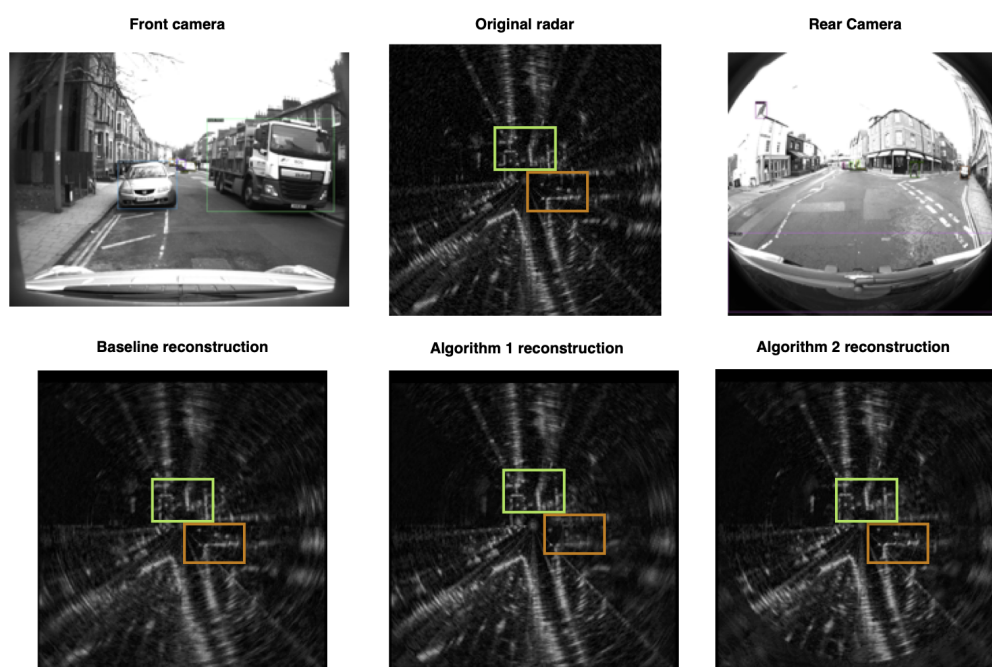 Front camera
Original radar
Rear Camera
Baseline reconstruction
Algorithm 1 reconstruction
Algorithm 2 reconstruction